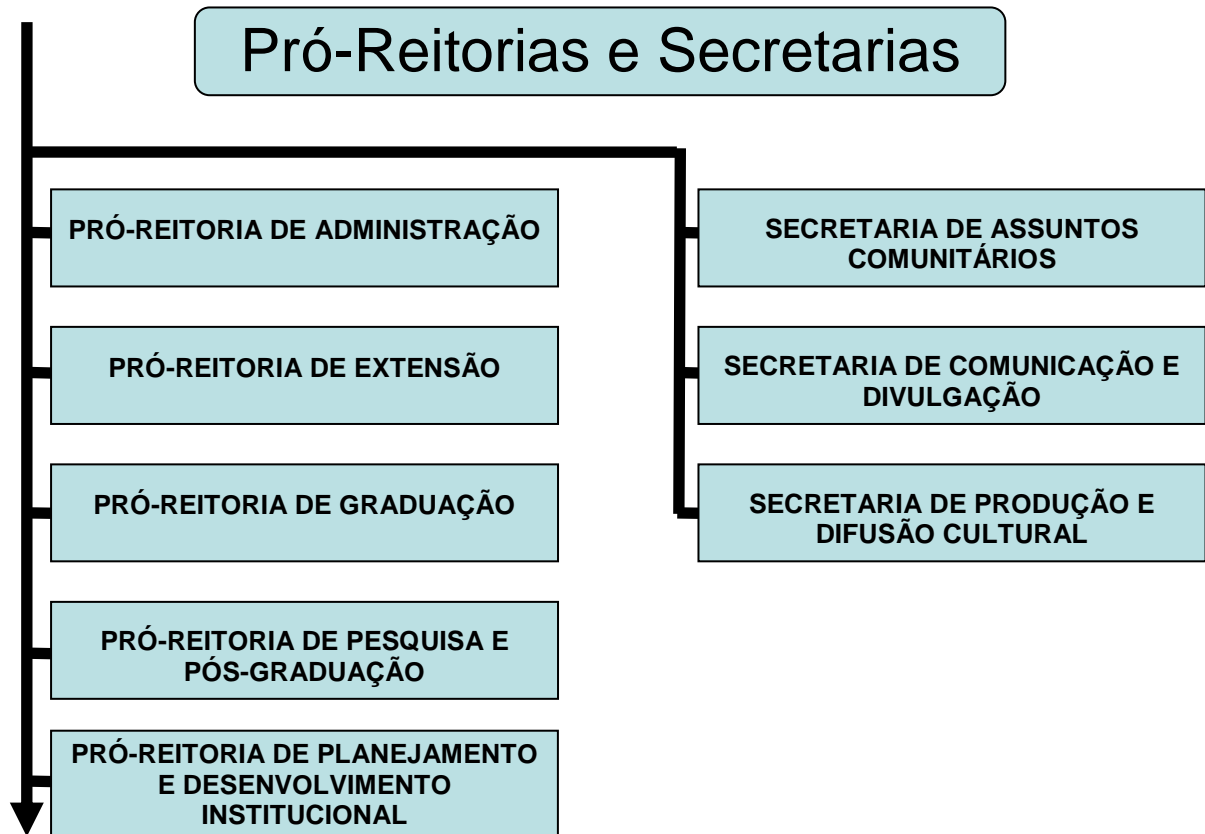 Pró-Reitorias e Secretarias
PRÓ-REITORIA DE ADMINISTRAÇÃO
PRÓ-REITORIA DE EXTENSÃO
PRÓ-REITORIA DE GRADUAÇÃO
PRÓ-REITORIA DE PESQUISA E
PÓS-GRADUAÇÃO
PRÓ-REITORIA DE PLANEJAMENTO
E DESENVOLVIMENTO
INSTITUCIONAL
SECRETARIA DE ASSUNTOS
COMUNITÁRIOS
SECRETARIA DE COMUNICAÇÃO E
DIVULGAÇÃO
SECRETARIA DE PRODUÇÃO E
DIFUSÃO CULTURAL